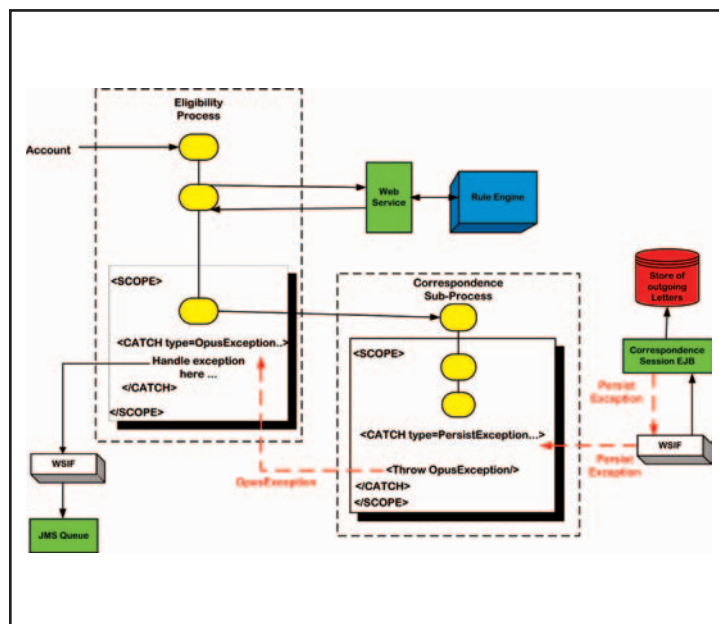 Eligibility
Process
Account
Web
Service
Rule Engine
<SCOPE>
<CATCH type=OpusException..>
Handle exception
here ...
</CATCH>
</SCOPE>
WSIF
JMS Queue
OpusException
Correspondence
Sub-Process
<SCOPE>
<CATCH type=PersistException...>
<Throw OpusException/>
</CATCH>
</SCOPE>
Store of
outgoing
Letters
Correspondence
Session EJB
Persist
Exception
WSIF
Persist
Exception